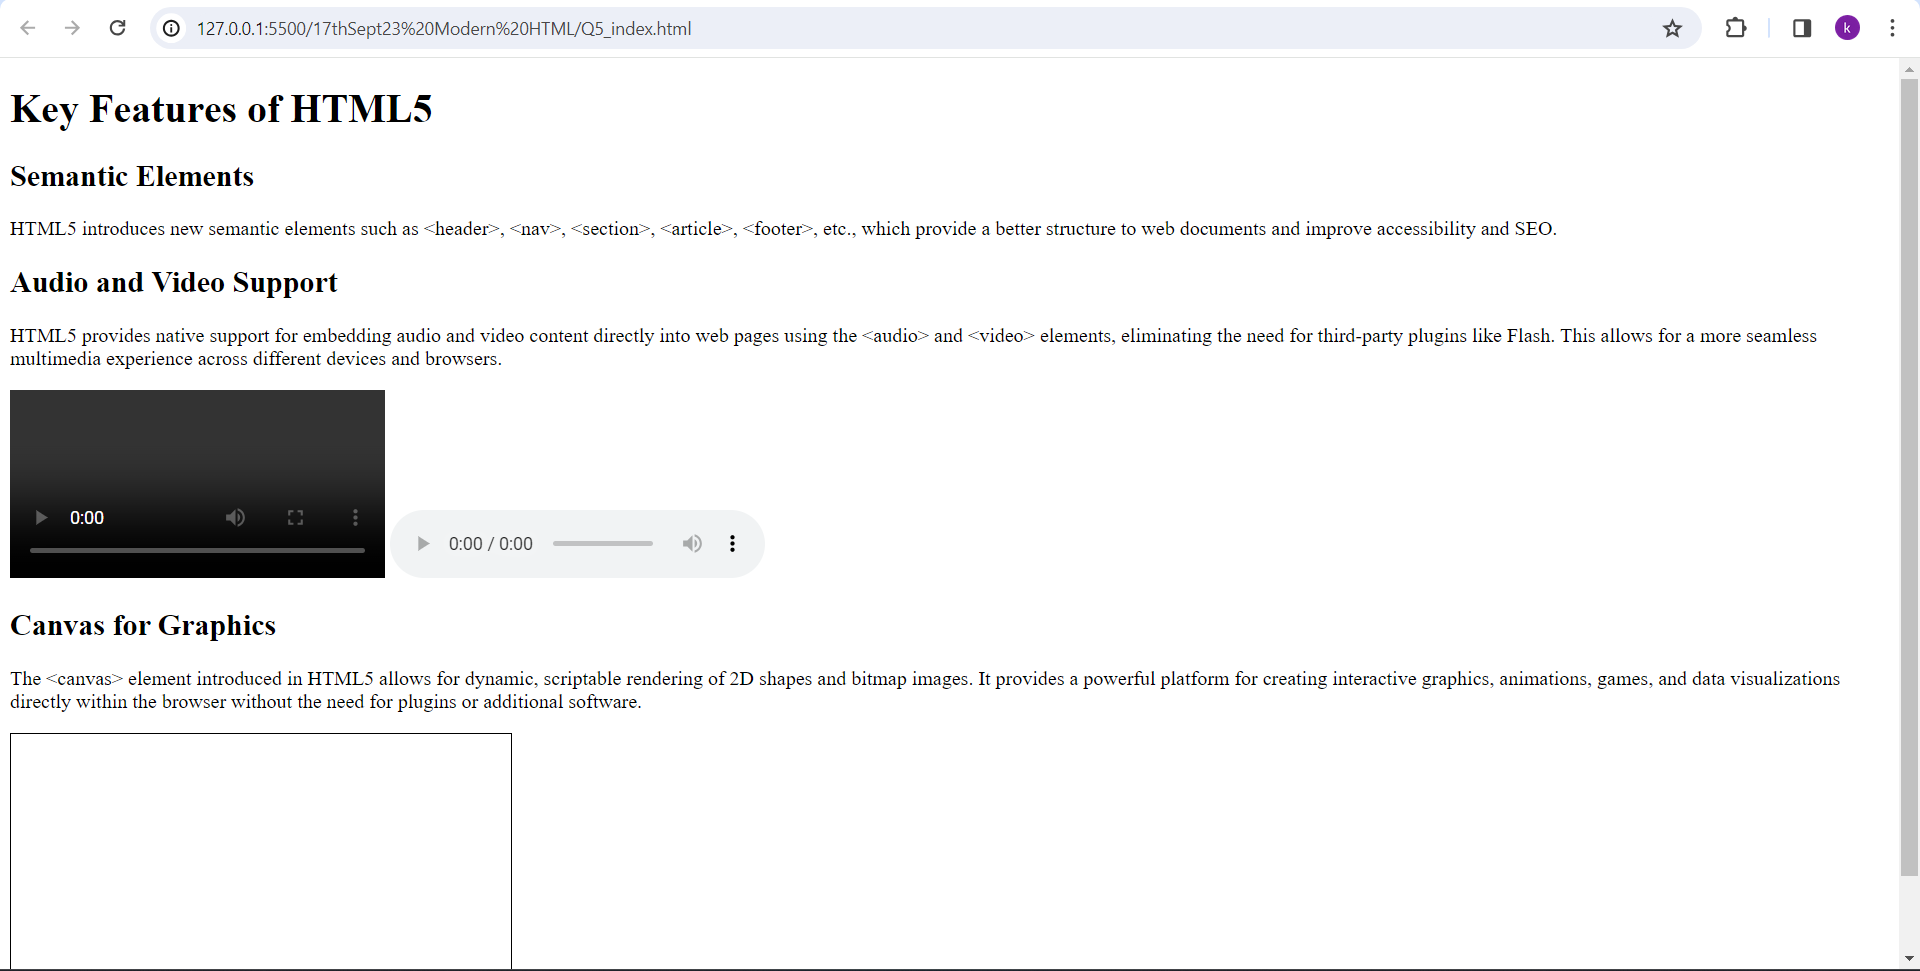 127.0.0.1:5500/17thSept23%20Modern%20HTML/Q5_index.html
k
Key Features of HTML5
Semantic Elements
HTML5 introduces new semantic elements such as <header>, <nav>, <section>, <article>, <footer>, etc., which provide a better structure to web documents and improve accessibility and SEO.
Audio and Video Support
HTML5 provides native support for embedding audio and video content directly into web pages using the <audio> and <video> elements, eliminating the need for third-party plugins like Flash. This allows for a more seamless
multimedia experience across different devices and browsers.
0:00
0:00 / 0:00
Canvas for Graphics
The <canvas> element introduced in HTML5 allows for dynamic, scriptable rendering of 2D shapes and bitmap images. It provides a powerful platform for creating interactive graphics, animations, games, and data visualizations
directly within the browser without the need for plugins or additional software.